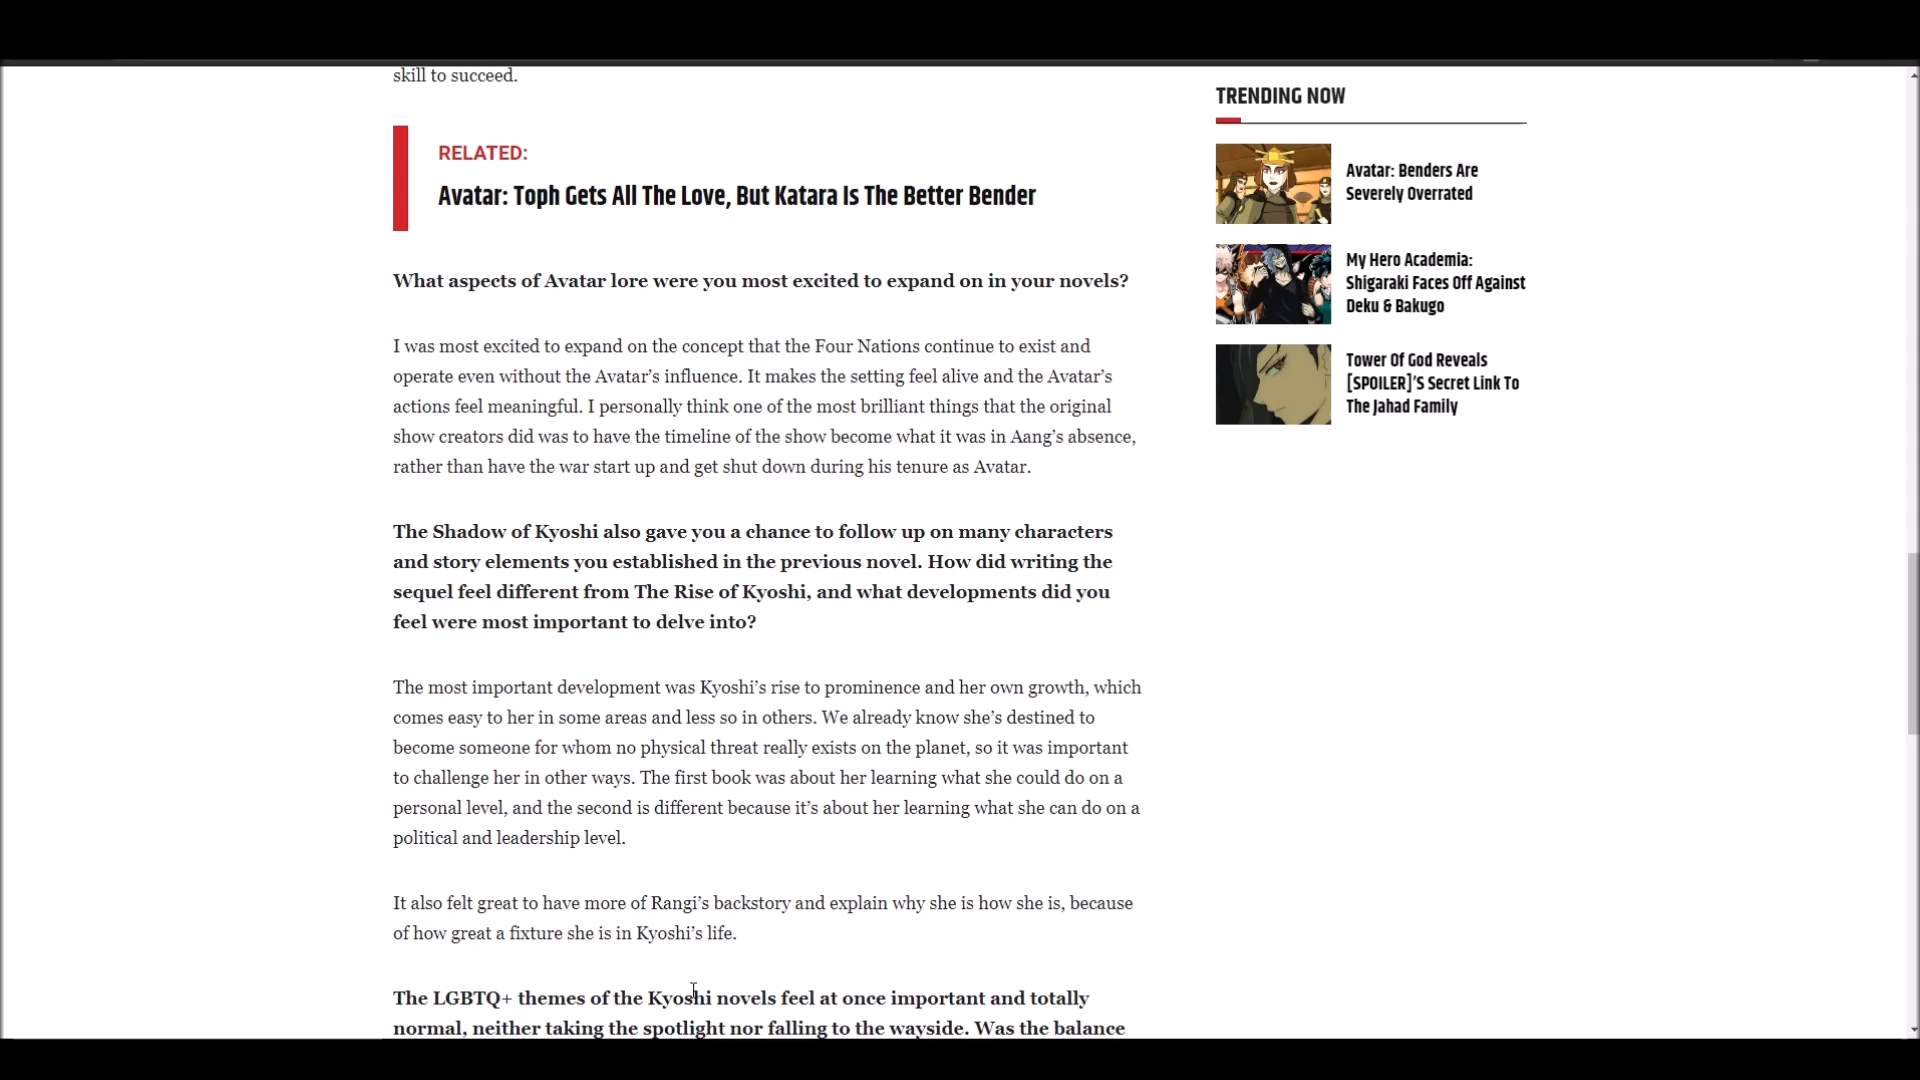 skill to succeed.
RELATED:
Avatar: Toph Gets All The Love, But Katara Is The Better Bender
What aspects of Avatar lore were you most excited to expand on in your novels?
I was most excited to expand on the concept that the Four Nations continue to exist and
operate even without the Avatar’s influence. It makes the setting feel alive and the Avatar’s
actions feel meaningful. I personally think one of the most brilliant things that the original
show creators did was to have the timeline of the show become what it was in Aang’s absence,
rather than have the war start up and get shut down during his tenure as Avatar.
The Shadow of Kyoshi also gave you a chance to follow up on many characters
and story elements you established in the previous novel. How did writing the
sequel feel different from The Rise of Kyoshi, and what developments did you
feel were most important to delve into?
The most important development was Kyoshi’s rise to prominence and her own growth, which
comes easy to her in some areas and less so in others. We already know she’s destined to
become someone for whom no physical threat really exists on the planet, so it was important
to challenge her in other ways. The first book was about her learning what she could do on a
personal level, and the second is different because it’s about her learning what she can do on a
political and leadership level.
It also felt great to have more of Rangi’s backstory and explain why she is how she is, because
of how great a fixture she is in Kyoshi’s life.
The LGBTQ+ themes of the Kyoshi novels feel at once important and totally
normal, neither taking the spotlight nor falling to the wayside. Was the balance
TRENDING NOW
Avatar: Benders Are
Severely Overrated
My Hero Academia:
Shigaraki Faces Off Against
Deku & Bakugo
Tower Of God Reveals
[SPOILER]’S Secret Link To
The Jahad Family